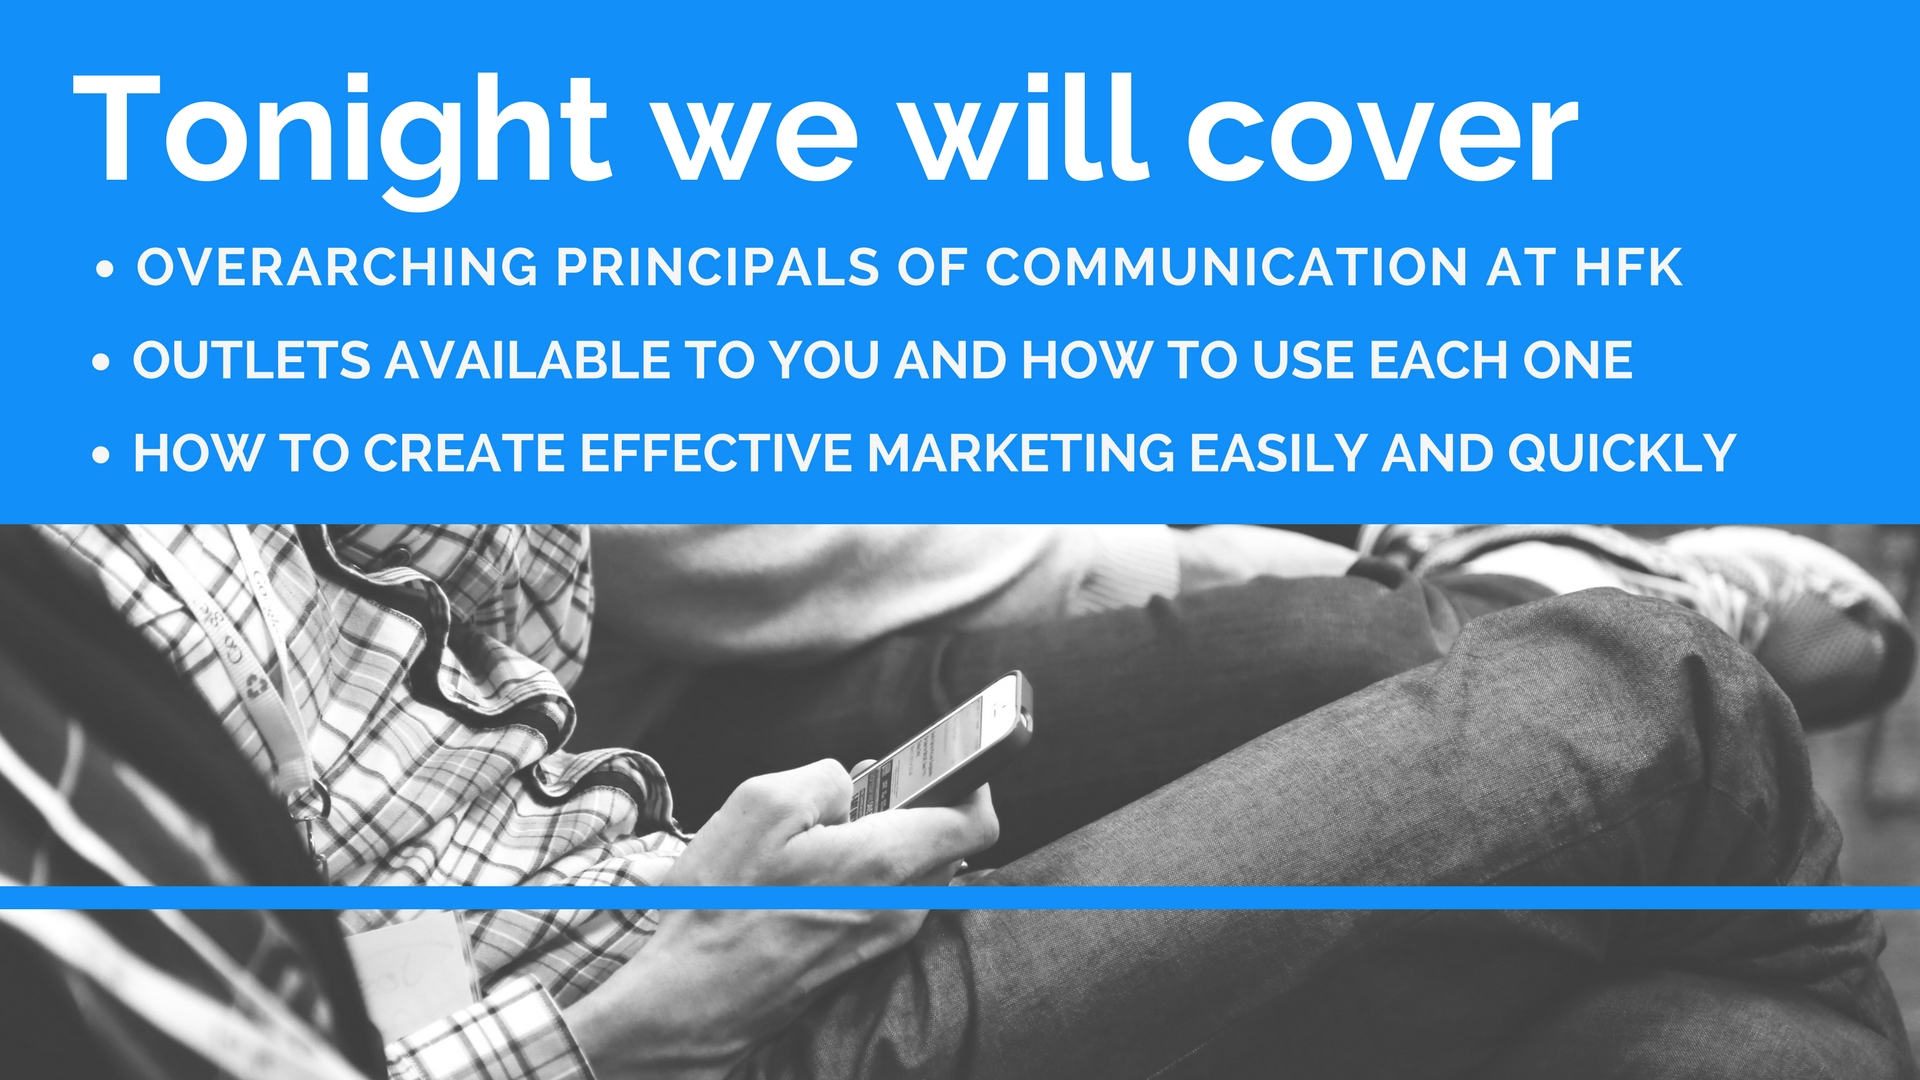 Tonight we will cover
• OVERARCHING PRINCIPALS OF COMMUNICATION AT HFK
• OUTLETS AVAILABLE TO YOU AND HOW TO USE EACH ONE
• HOW TO CREATE EFFECTIVE MARKETING EASILY AND QUICKLY
Google